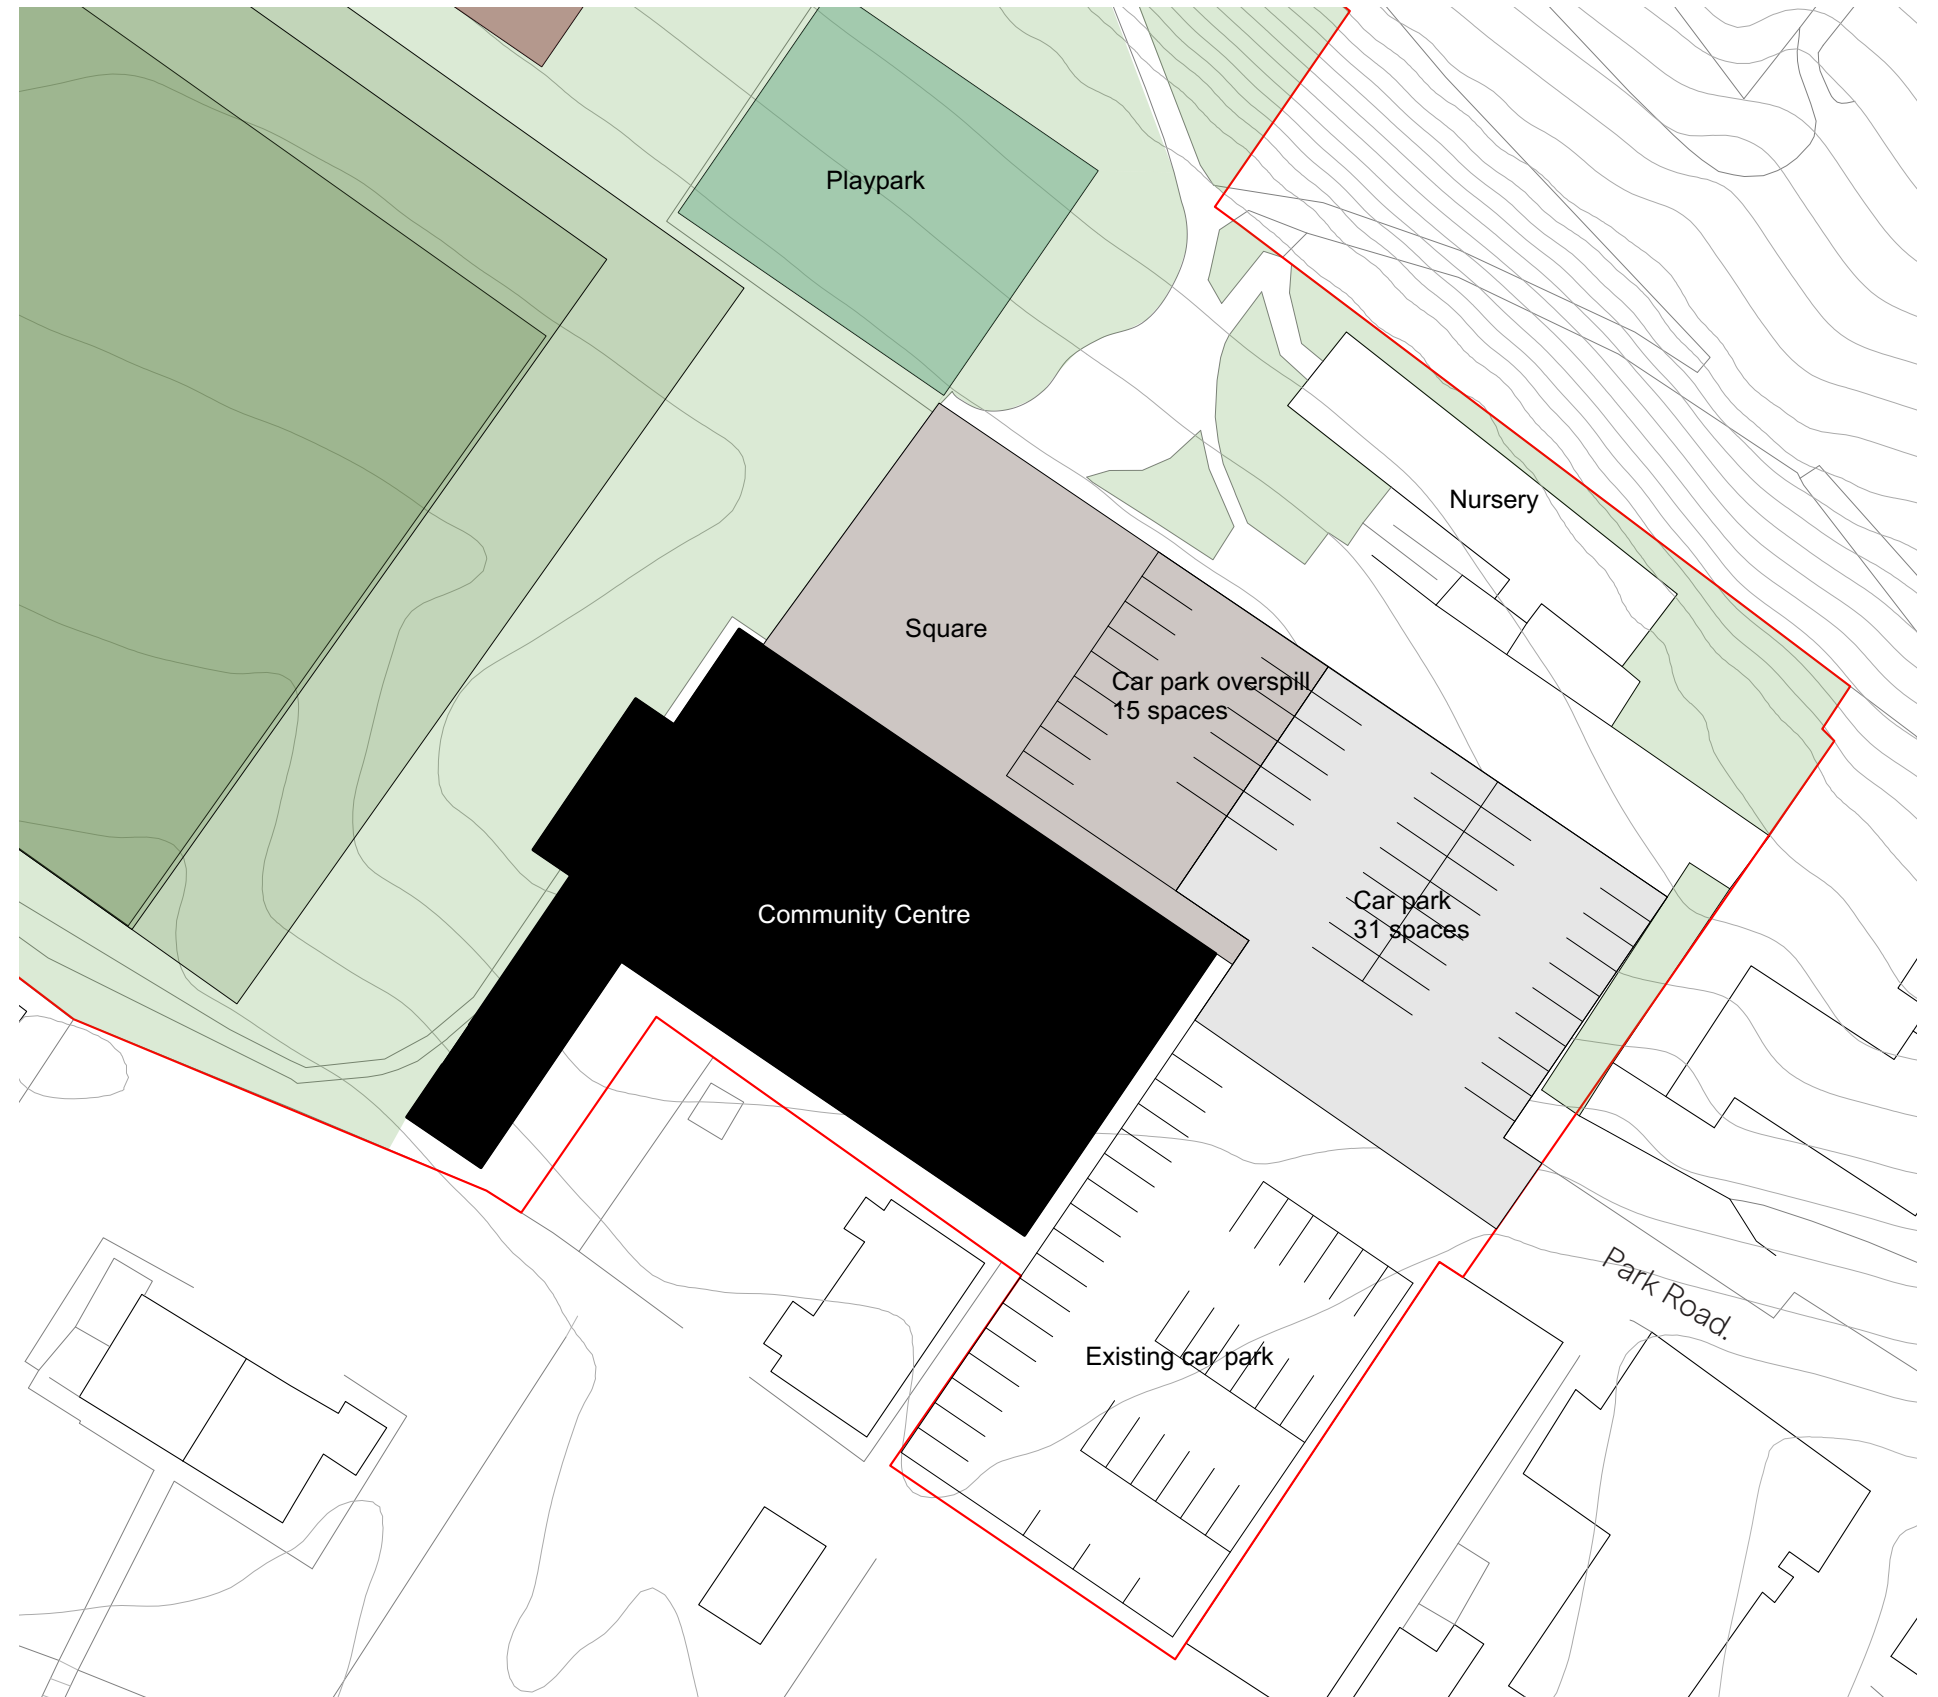 Playpark
Nursery
Square
Car park overspill
15 spaces
Car park
31 spaces
Community Centre
Park Road.
Existing car park